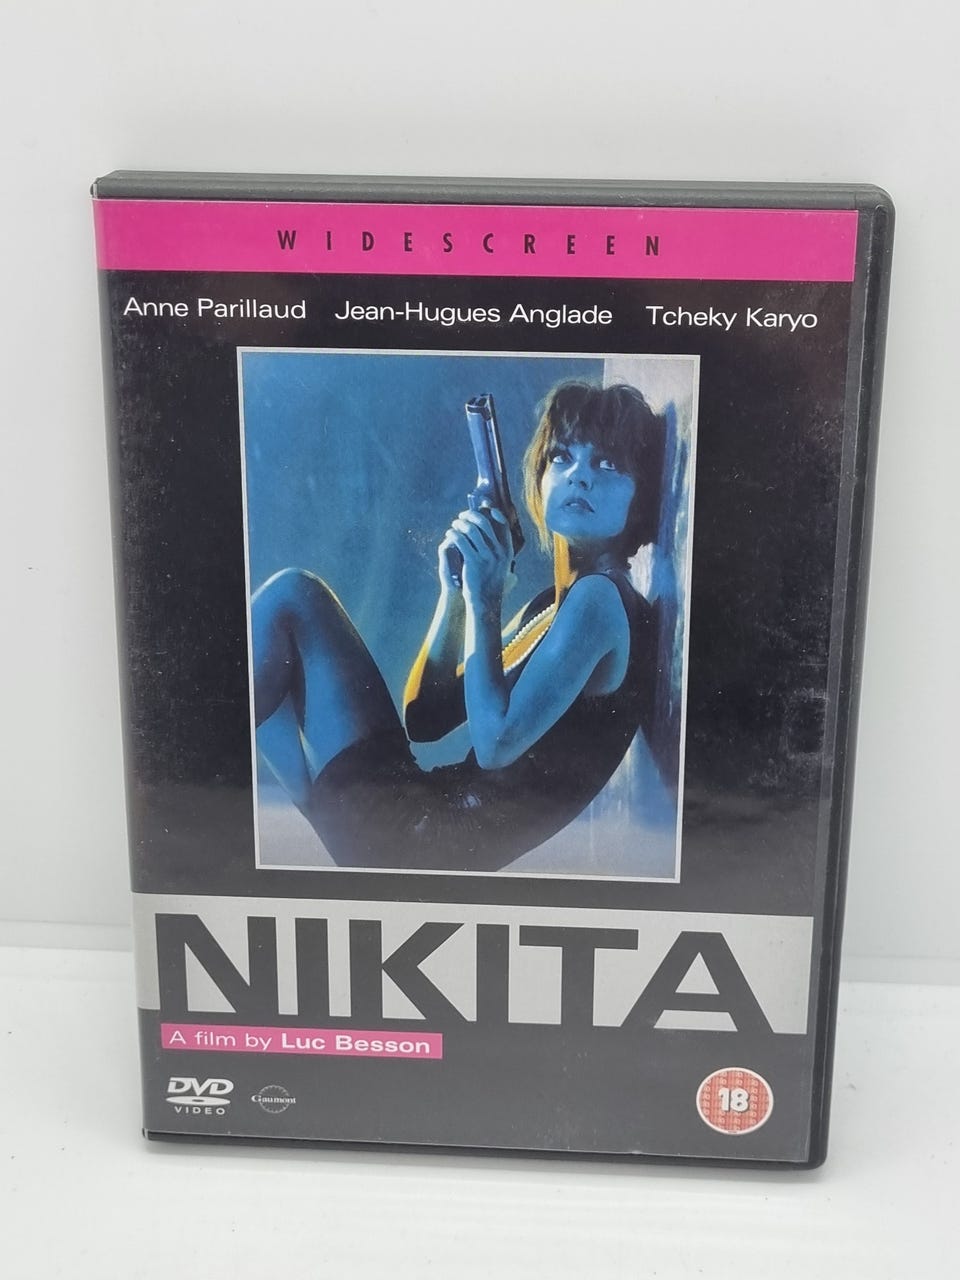 WIDESCREEN
Anne Parillaud Jean-Hugues Anglade Tcheky Karyo
NIKITA
A film by Luc Besson
DVD
VIDEO
Gaumont
18